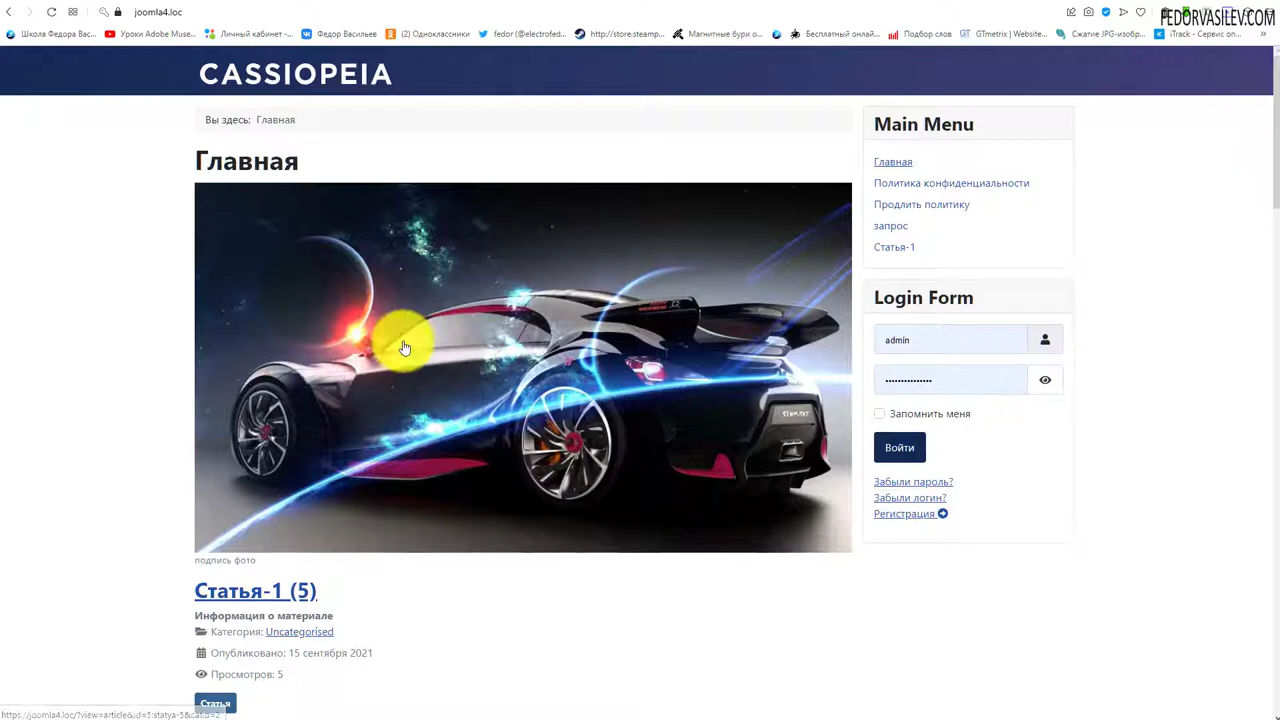 joomla4.loc
FEDORVASILEV.COM
Школа Федора Вас...
Уроки Adobe Muse...
Личный кабинет -...
Федор Васильев
(2) Одноклассники
fedor (@electrofed...
http://store.steamp...
Магнитные бури о...
Бесплатный онлай...
Подбор слов
GTmetrix | Website...
Сжатие JPG-изобр...
iTrack - Сервис оп...
CASSIOPEIA
Вы здесь: Главная
Главная
подпись фото
Статья-1 (5)
Информация о материале
Категория: Uncategorised
Опубликовано: 15 сентября 2021
Просмотров: 5
Статья
Main Menu
Главная
Политика конфиденциальности
Продлить политику
запрос
Статья-1
Login Form
admin
Запомнить меня
Войти
Забыли пароль?
Забыли логин?
Регистрация